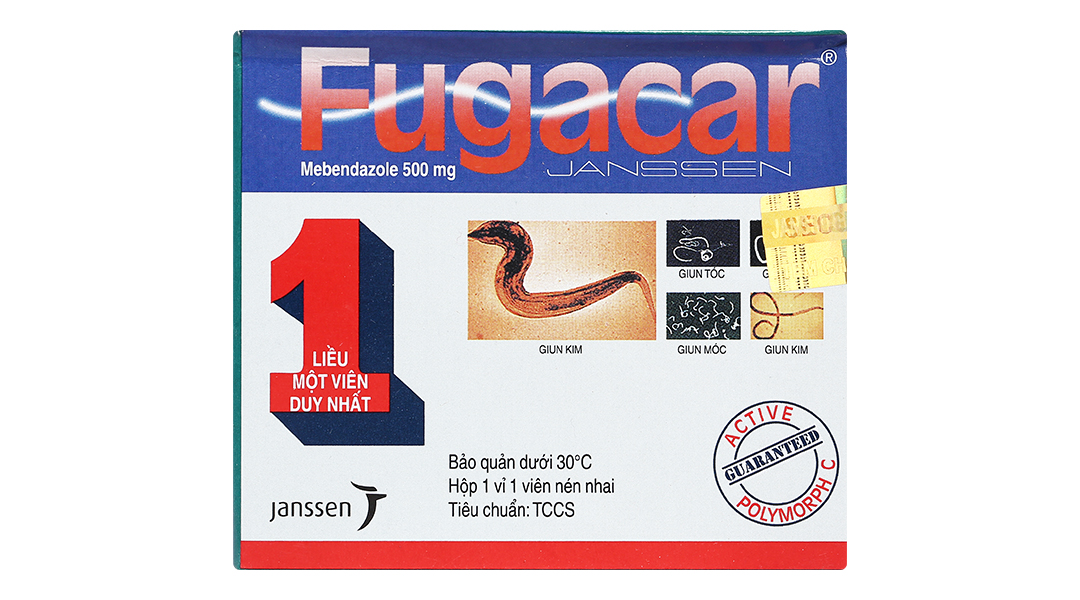 Fugacar®
Mebendazole 500 mg
JANSSEN
1
LIỀU
MỘT VIÊN
DUY NHẤT
GIUN KIM
GIUN TÓC
GIUN MÓC
GIUN KIM
Bảo quản dưới 30°C
Hộp 1 vỉ 1 viên nén nhai
Tiêu chuẩn: TCCS
janssen
ACTIVE
GUARANTEED
POLYMORPH C